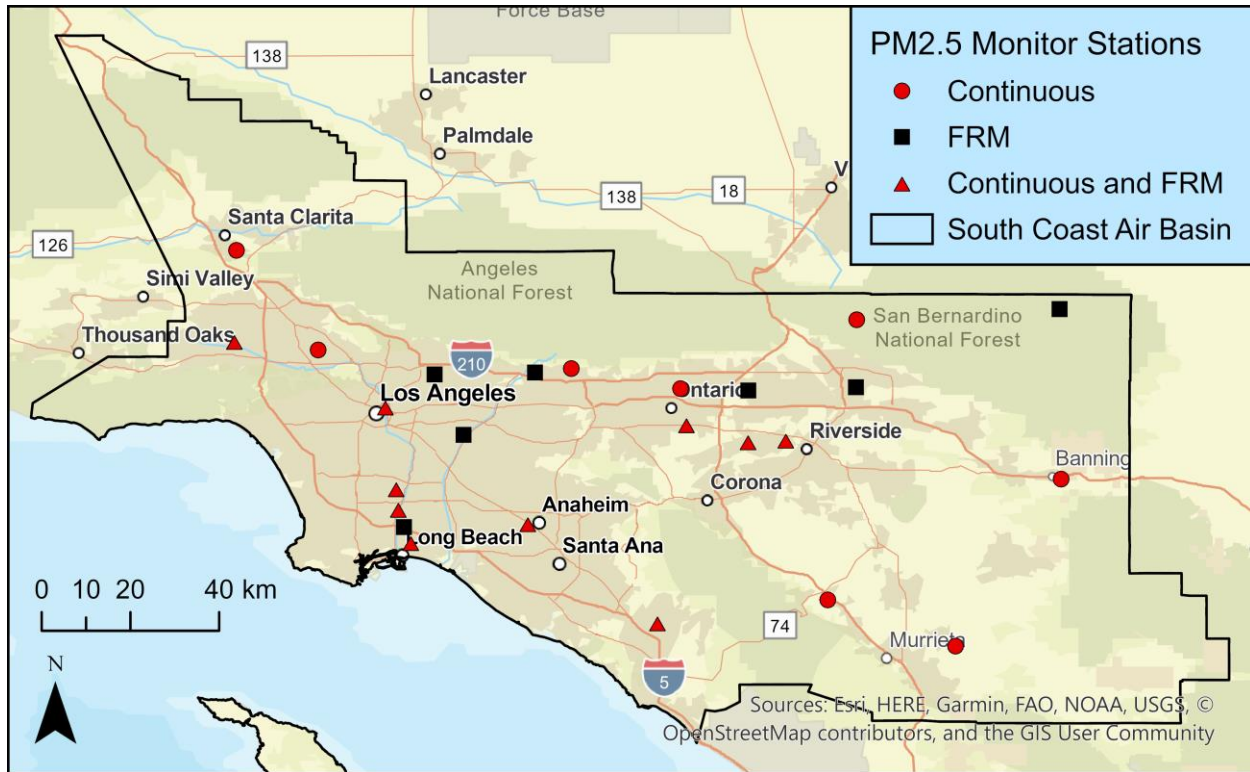 Force Base
138
Lancaster
Palmdale
138
18
V
PM2.5 Monitor Stations
Continuous
FRM
Continuous and FRM
South Coast Air Basin
126
Santa Clarita
Simi Valley
Thousand Oaks
Angeles
National Forest
San Bernardino
National Forest
210
Los Angeles
Ontario
Riverside
Banning
Corona
Anaheim
Long Beach
Santa Ana
0 10 20 40 km
74
Murrieta
5
N
Sources: Esri, HERE, Garmin, FAO, NOAA, USGS, ©
OpenStreetMap contributors, and the GIS User Community